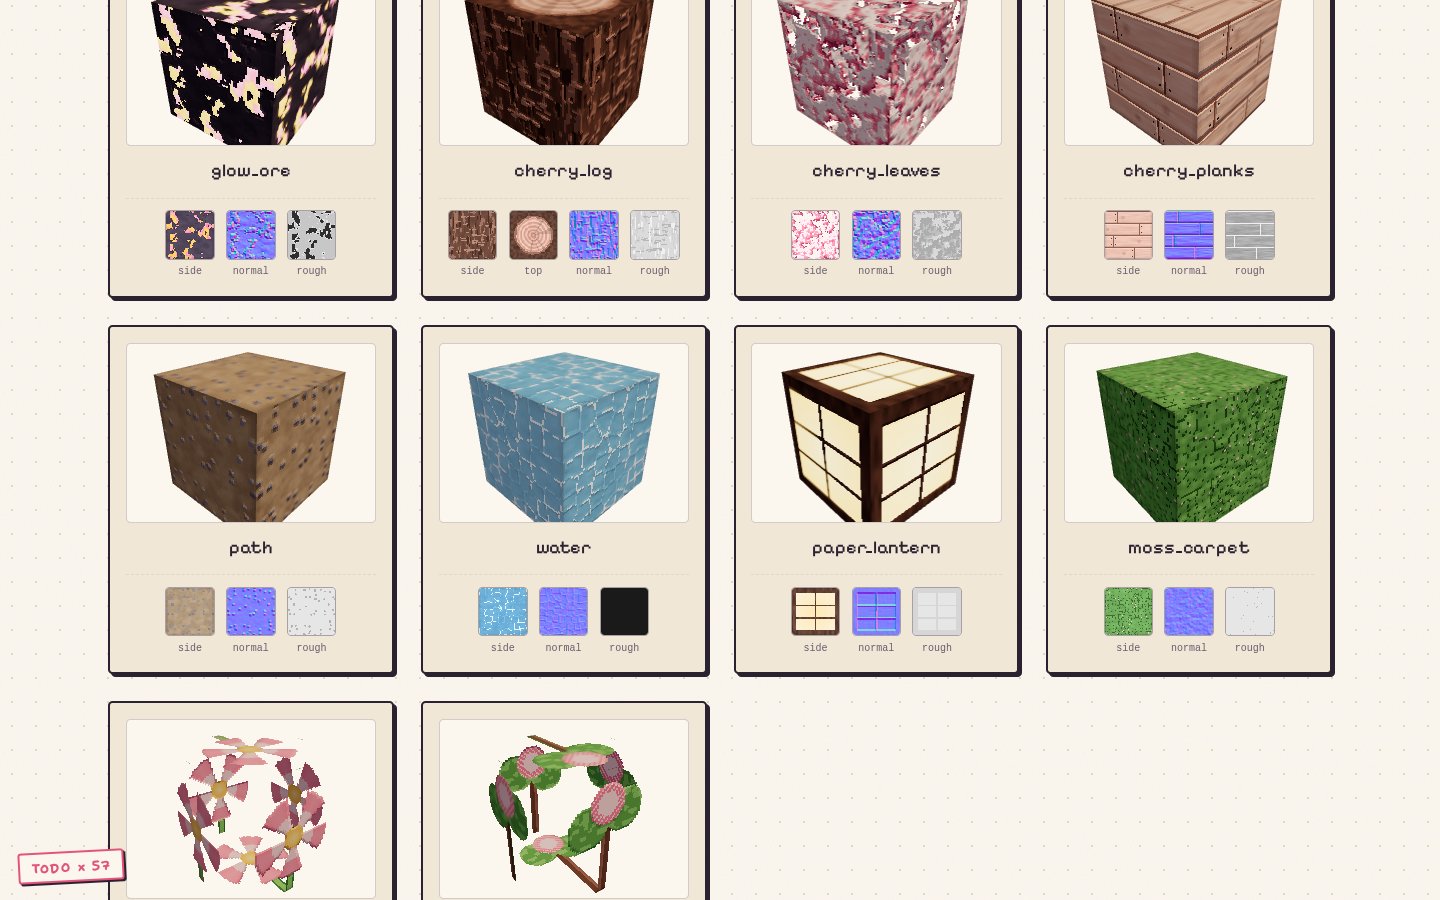 glow_ore
cherry_log
cherry_leaves
cherry_planks
side normal rough
side top normal rough
side normal rough
side normal rough
path
water
paper_lantern
moss_carpet
side normal rough
side normal rough
side normal rough
side normal rough
TODO x 57